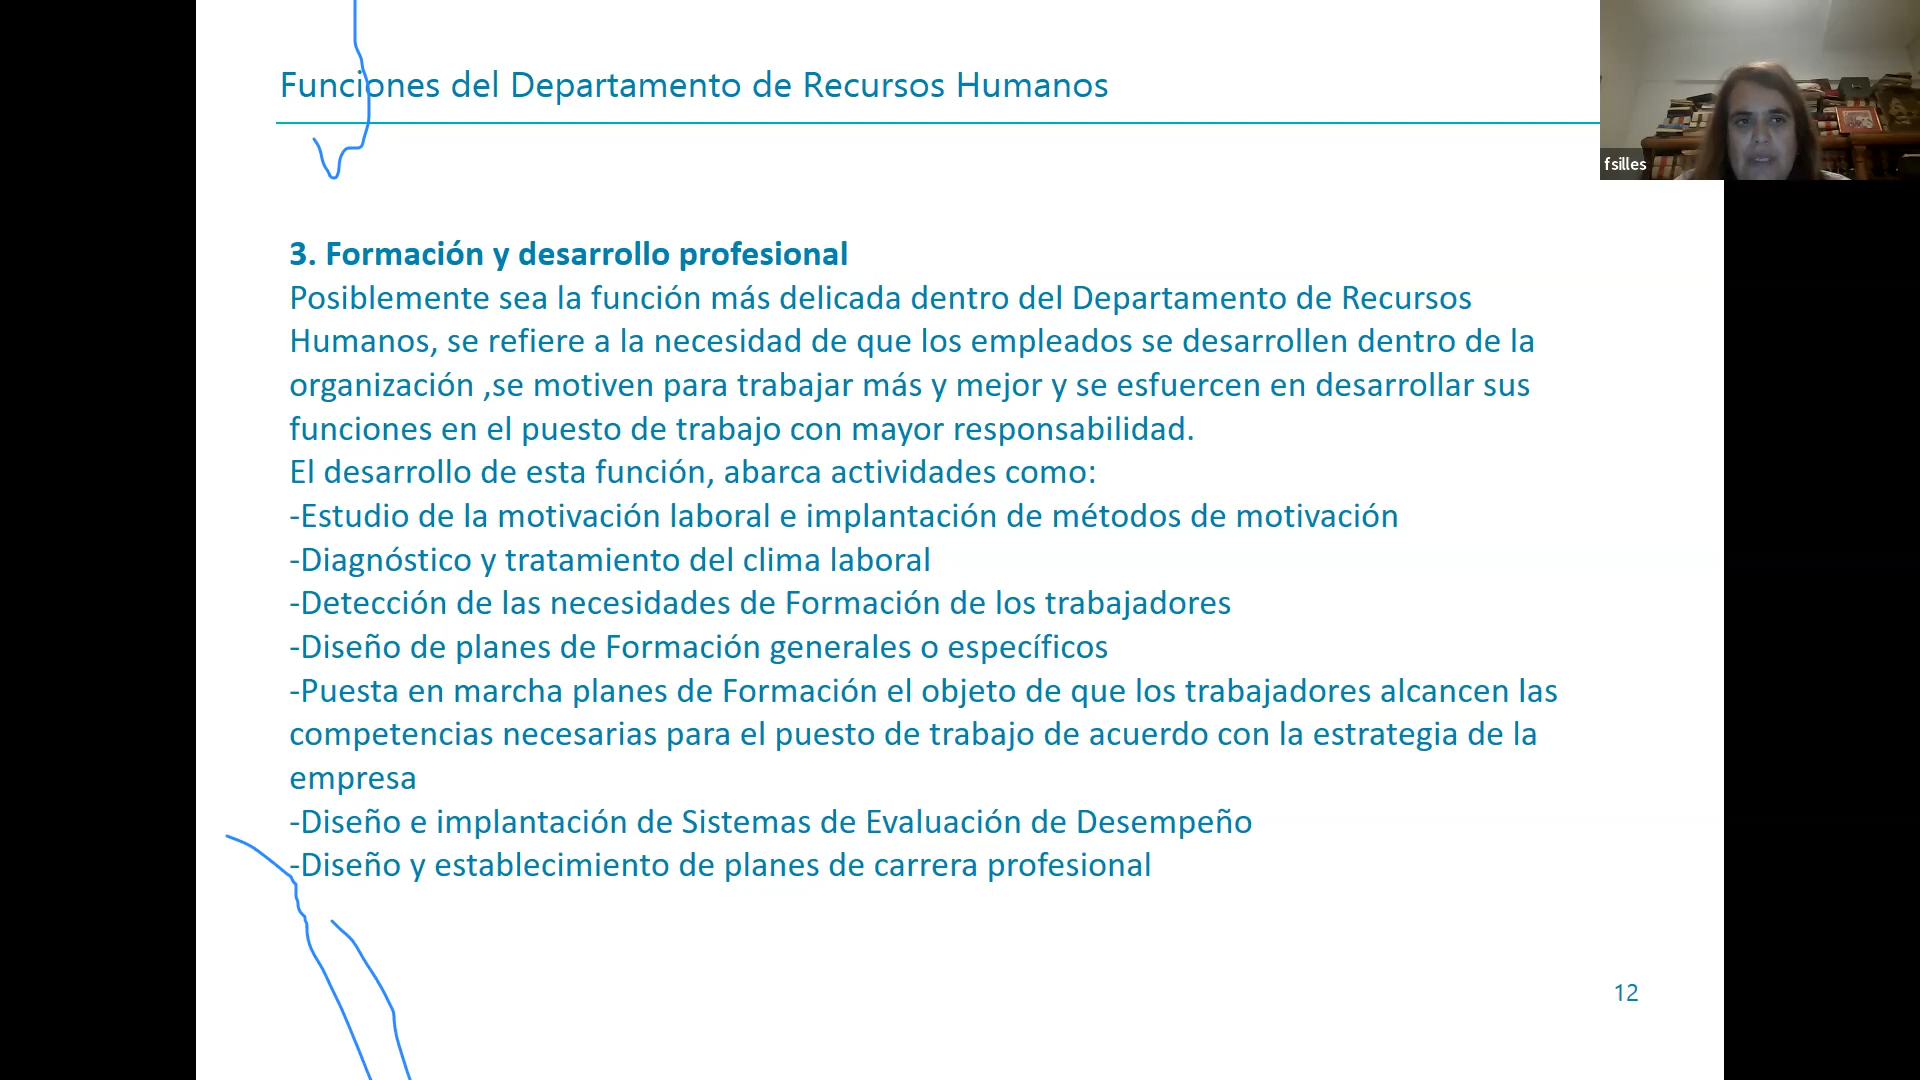 Funciones del Departamento de Recursos Humanos
fsilles
3. Formación y desarrollo profesional
Posiblemente sea la función más delicada dentro del Departamento de Recursos
Humanos, se refiere a la necesidad de que los empleados se desarrollen dentro de la
organización ,se motiven para trabajar más y mejor y se esfuercen en desarrollar sus
funciones en el puesto de trabajo con mayor responsabilidad.
El desarrollo de esta función, abarca actividades como:
-Estudio de la motivación laboral e implantación de métodos de motivación
-Diagnóstico y tratamiento del clima laboral
-Detección de las necesidades de Formación de los trabajadores
-Diseño de planes de Formación generales o específicos
-Puesta en marcha planes de Formación el objeto de que los trabajadores alcancen las
competencias necesarias para el puesto de trabajo de acuerdo con la estrategia de la
empresa
-Diseño e implantación de Sistemas de Evaluación de Desempeño
-Diseño y establecimiento de planes de carrera profesional
12